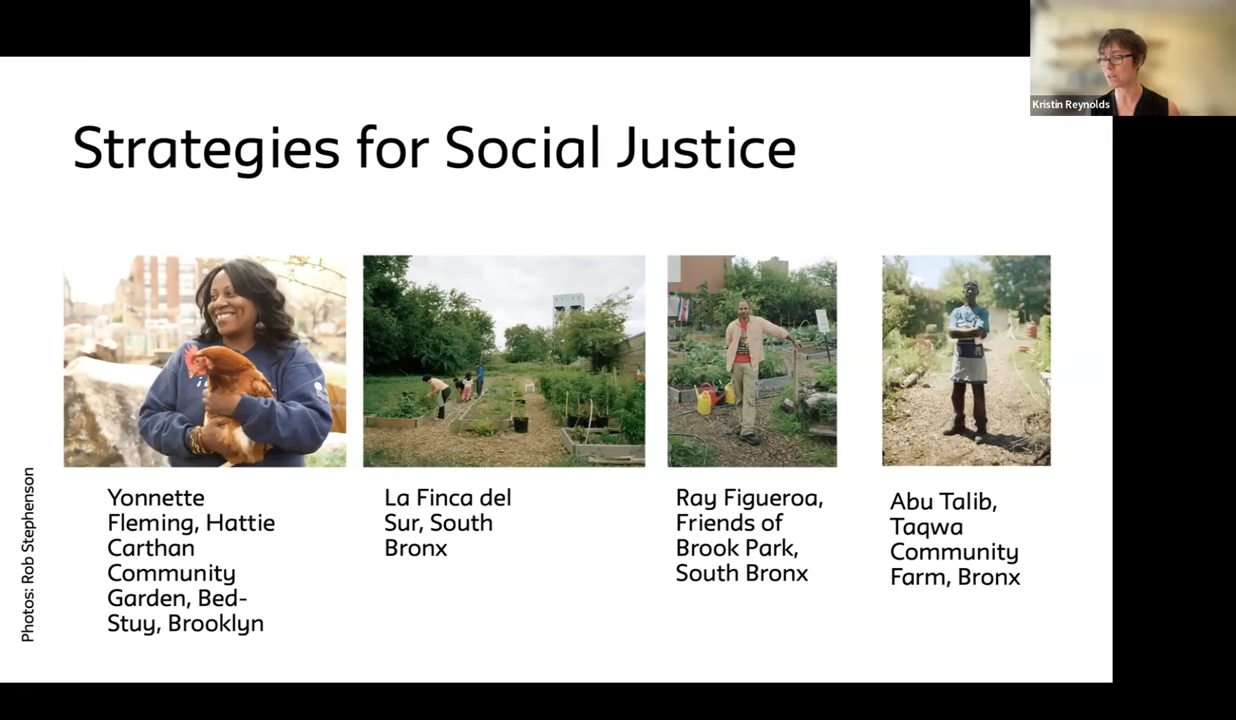 Kristin Reynolds
Strategies for Social Justice
Yonnette
Fleming, Hattie
Carthan
Community
Garden, Bed-
Stuy, Brooklyn
La Finca del
Sur, South
Bronx
Ray Figueroa,
Friends of
Brook Park,
South Bronx
Abu Talib,
Taqwa
Community
Farm, Bronx
Photos: Rob Stephenson